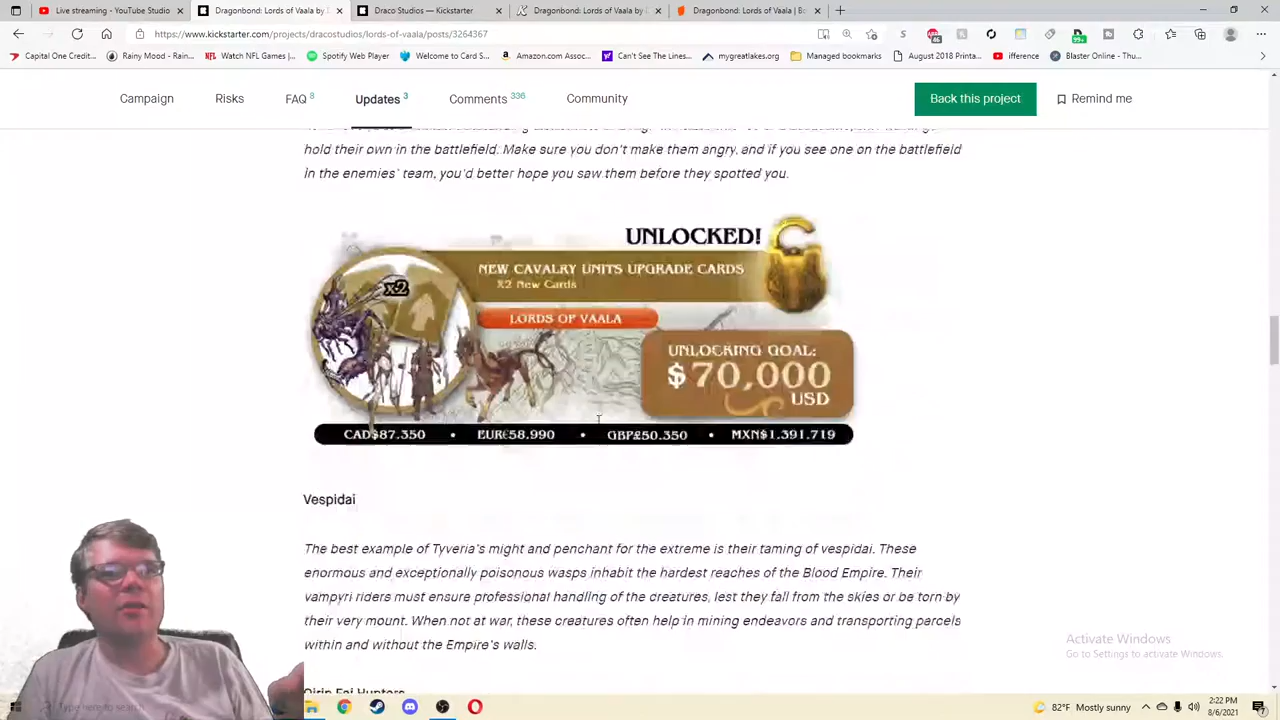 Livestreaming - YouTube Studio
Dragonbond: Lords of Vaala by
Draco Studios — Kickstarter
Dragonbond: Lords of Vaala by D
Dragonbond: Lords of Vaala | Bo
https://www.kickstarter.com/projects/dracostudios/lords-of-vaala/posts/3264367
Capital One Credit...
Rainy Mood - Rain...
Watch NFL Games |...
Spotify Web Player
Welcome to Card S...
Amazon.com Assoc...
Can't See The Lines...
mygreatlakes.org
Managed bookmarks
August 2018 Printa...
ifference
Blaster Online - Thu...
Campaign
Risks
FAQ 8
Updates 3
Comments 336
Community
Back this project
Remind me
hold their own in the battlefield. Make sure you don't make them angry, and if you see one on the battlefield
in the enemies' team, you'd better hope you saw them before they spotted you.
UNLOCKED!
NEW CAVALRY UNITS UPGRADE CARDS
X2 New Cards
x2
LORDS OF VAALA
UNLOCKING GOAL:
$70,000
USD
CAD$87.350 • EUR€58.990 • GBP£50.350 • MXN$1.391.719
Vespidai
The best example of Tyveria's might and penchant for the extreme is their taming of vespidai. These
enormous and exceptionally poisonous wasps inhabit the hardest reaches of the Blood Empire. Their
vampyri riders must ensure professional handling of the creatures, lest they fall from the skies or be torn by
their very mount. When not at war, these creatures often help in mining endeavors and transporting parcels
within and without the Empire's walls.
Activate Windows
Go to Settings to activate Windows.
Type here to search
82°F Mostly sunny
2:22 PM
8/6/2021